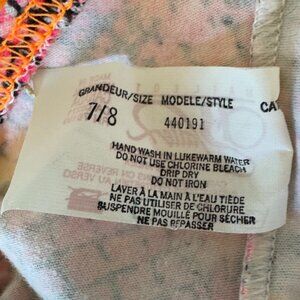 GRANDEUR/SIZE MODELE/STYLE CA
7/8 440191
HAND WASH IN LUKEWARM WATER
DO NOT USE CHLORINE BLEACH
DRIP DRY
DO NOT IRON
LAVER À LA MAIN À L'EAU TIÈDE
NE PAS UTILISER DE CHLORURE
SUSPENDRE MOUILLÉ POUR SÉCHER
NE PAS REPASSER